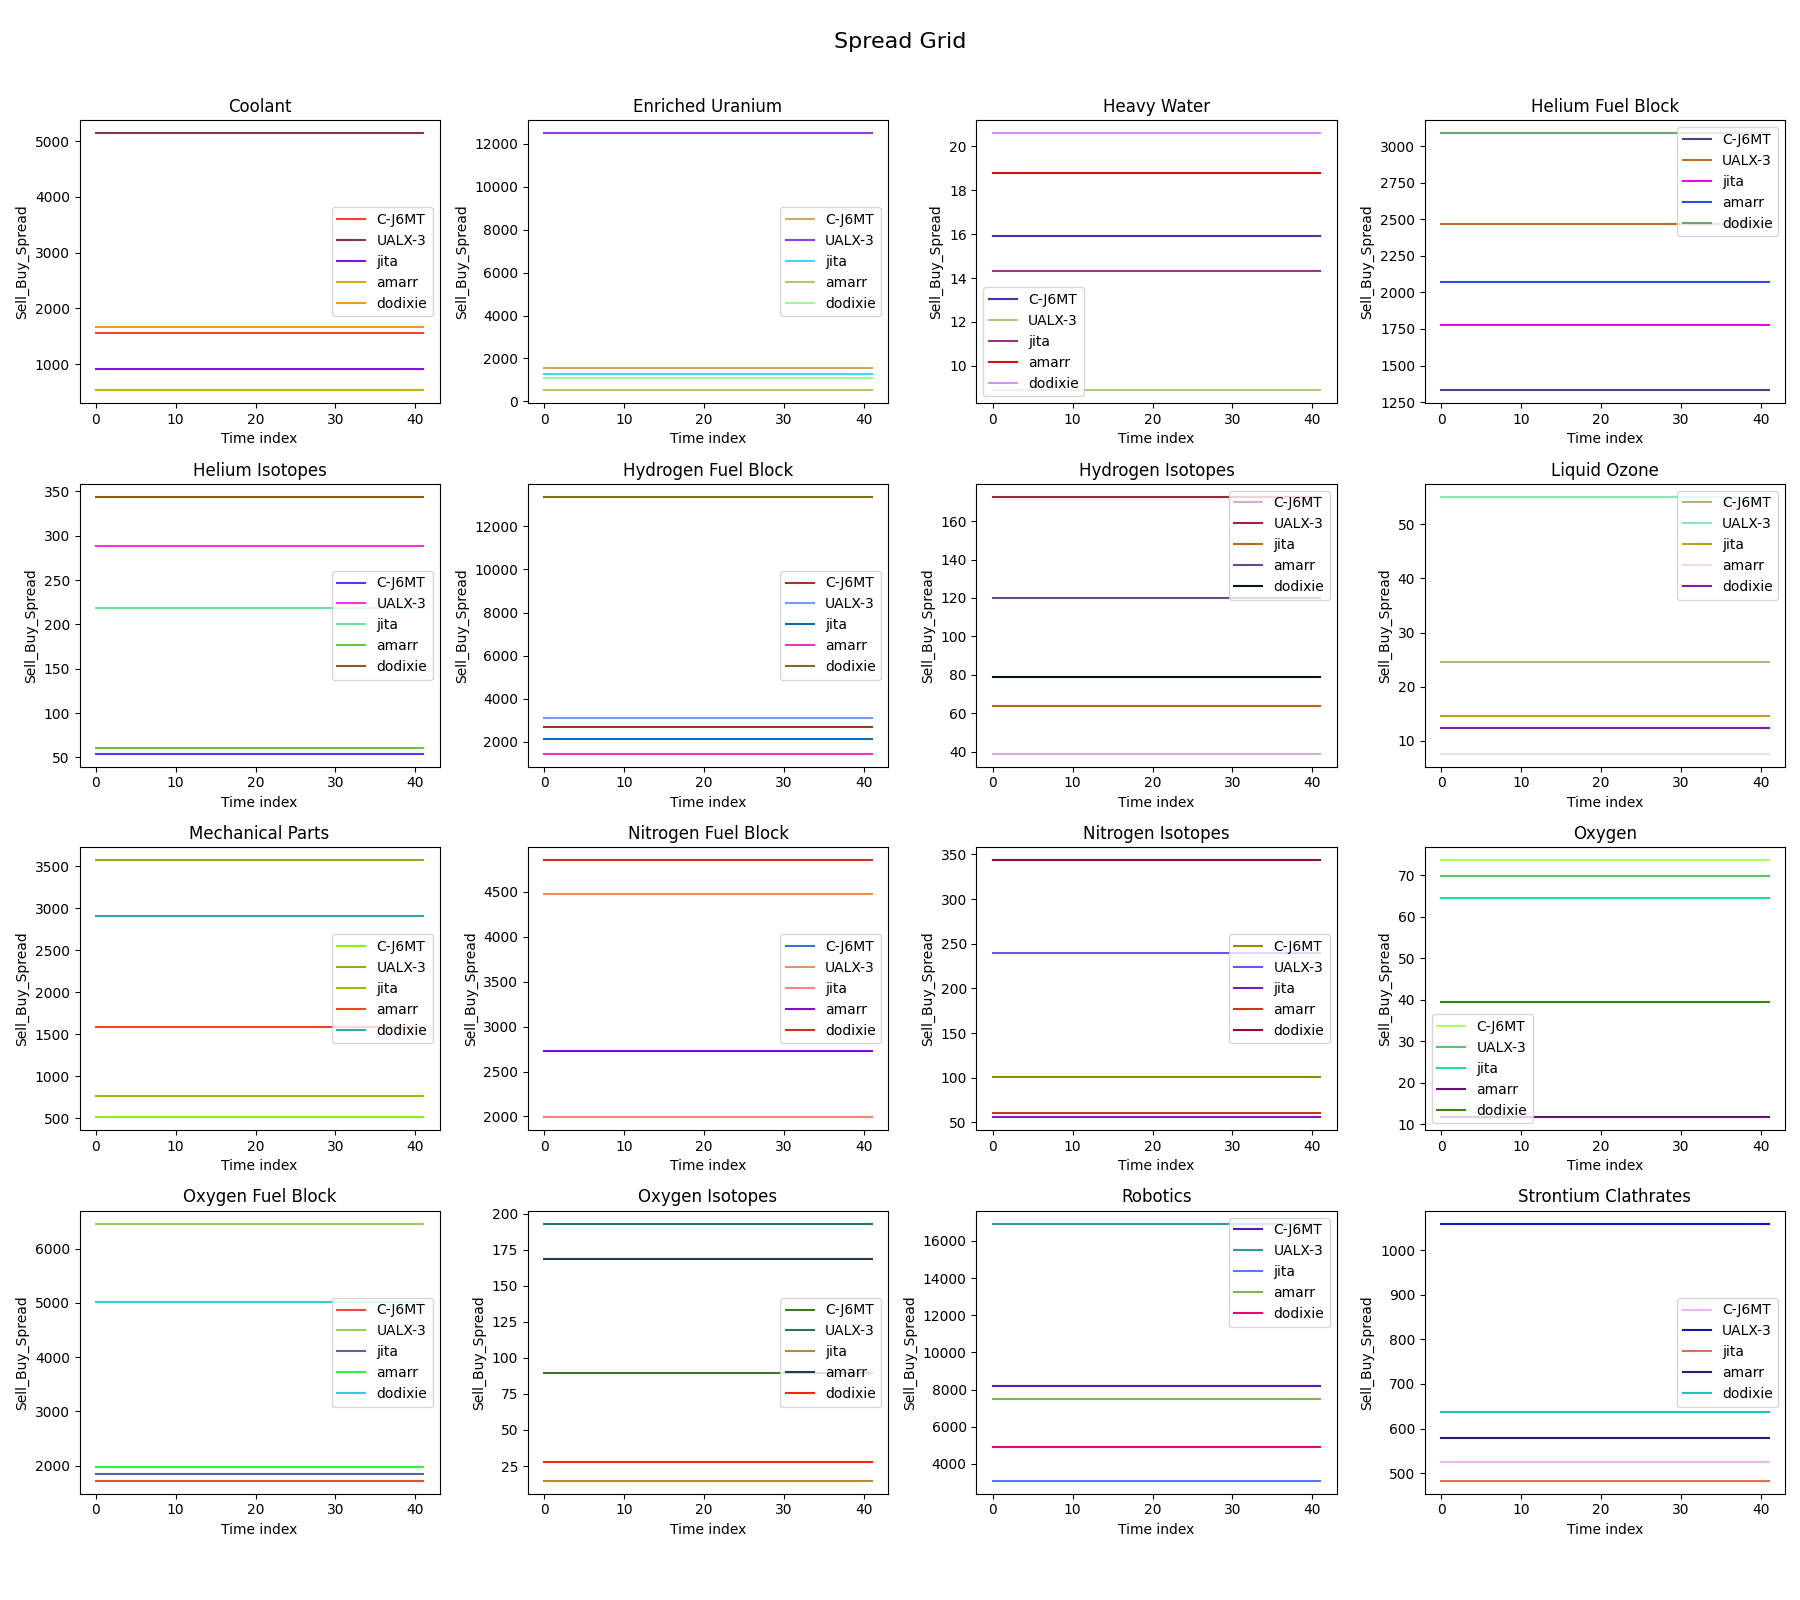 Spread Grid
Coolant
Sell_Buy_Spread
5000
4000
3000
2000
1000
C-J6MT
UALX-3
jita
amarr
dodixie
0 10 20 30 40
Time index
Enriched Uranium
Sell_Buy_Spread
12000
10000
8000
6000
4000
2000
0
C-J6MT
UALX-3
jita
amarr
dodixie
0 10 20 30 40
Time index
Heavy Water
Sell_Buy_Spread
20
18
16
14
12
10
C-J6MT
UALX-3
jita
amarr
dodixie
0 10 20 30 40
Time index
Helium Fuel Block
Sell_Buy_Spread
3000
2750
2500
2250
2000
1750
1500
1250
C-J6MT
UALX-3
jita
amarr
dodixie
0 10 20 30 40
Time index
Helium Isotopes
Sell_Buy_Spread
350
300
250
200
150
100
50
C-J6MT
UALX-3
jita
amarr
dodixie
0 10 20 30 40
Time index
Hydrogen Fuel Block
Sell_Buy_Spread
12000
10000
8000
6000
4000
2000
C-J6MT
UALX-3
jita
amarr
dodixie
0 10 20 30 40
Time index
Hydrogen Isotopes
Sell_Buy_Spread
160
140
120
100
80
60
40
C-J6MT
UALX-3
jita
amarr
dodixie
0 10 20 30 40
Time index
Liquid Ozone
Sell_Buy_Spread
50
40
30
20
10
C-J6MT
UALX-3
jita
amarr
dodixie
0 10 20 30 40
Time index
Mechanical Parts
Sell_Buy_Spread
3500
3000
2500
2000
1500
1000
500
C-J6MT
UALX-3
jita
amarr
dodixie
0 10 20 30 40
Time index
Nitrogen Fuel Block
Sell_Buy_Spread
4500
4000
3500
3000
2500
2000
C-J6MT
UALX-3
jita
amarr
dodixie
0 10 20 30 40
Time index
Nitrogen Isotopes
Sell_Buy_Spread
350
300
250
200
150
100
50
C-J6MT
UALX-3
jita
amarr
dodixie
0 10 20 30 40
Time index
Oxygen
Sell_Buy_Spread
70
60
50
40
30
20
10
C-J6MT
UALX-3
jita
amarr
dodixie
0 10 20 30 40
Time index
Oxygen Fuel Block
Sell_Buy_Spread
6000
5000
4000
3000
2000
C-J6MT
UALX-3
jita
amarr
dodixie
0 10 20 30 40
Time index
Oxygen Isotopes
Sell_Buy_Spread
200
175
150
125
100
75
50
25
C-J6MT
UALX-3
jita
amarr
dodixie
0 10 20 30 40
Time index
Robotics
Sell_Buy_Spread
16000
14000
12000
10000
8000
6000
4000
C-J6MT
UALX-3
jita
amarr
dodixie
0 10 20 30 40
Time index
Strontium Clathrates
Sell_Buy_Spread
1000
900
800
700
600
500
C-J6MT
UALX-3
jita
amarr
dodixie
0 10 20 30 40
Time index